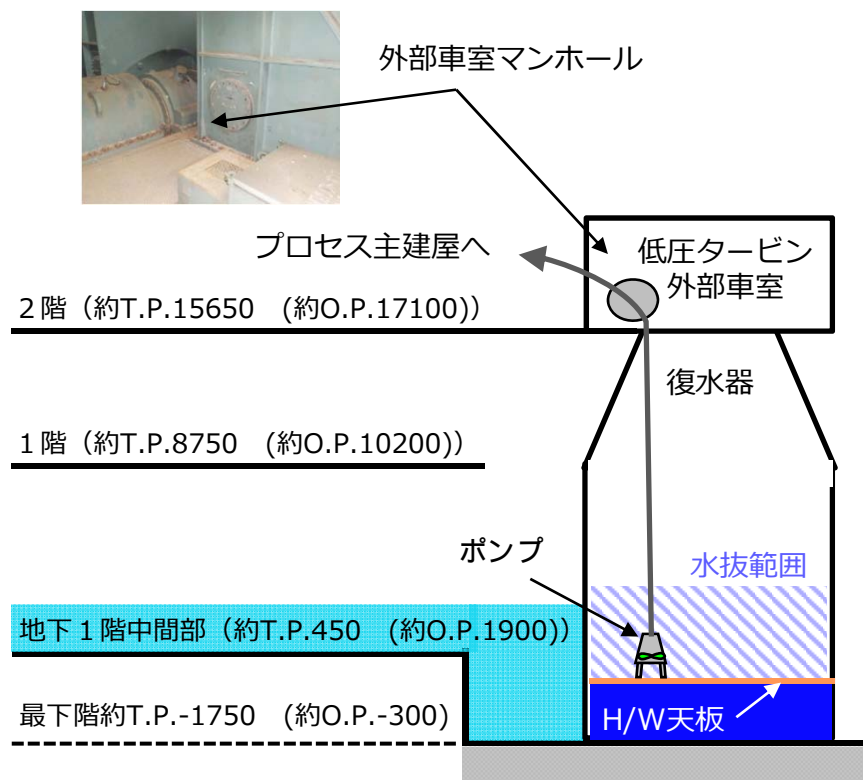 外部車室マンホール
プロセス主建屋へ
低圧タービン
外部車室
２階（約T.P.15650　(約O.P.17100)）
復水器
１階（約T.P.8750　(約O.P.10200)）
ポンプ
水抜範囲
地下１階中間部（約T.P.450　(約O.P.1900)）
最下階約T.P.-1750　(約O.P.-300)
H/W天板